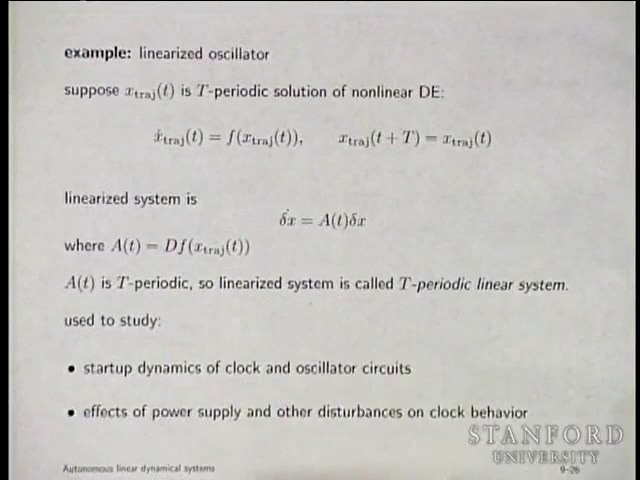 example: linearized oscillator
suppose x_traj(t) is T-periodic solution of nonlinear DE:
ẋ_traj(t) = f(x_traj(t)), x_traj(t + T) = x_traj(t)
linearized system is
δẋ = A(t)δx
where A(t) = Df(x_traj(t))
A(t) is T-periodic, so linearized system is called T-periodic linear system.
used to study:
• startup dynamics of clock and oscillator circuits
• effects of power supply and other disturbances on clock behavior
STANFORD
UNIVERSITY
Autonomous linear dynamical systems 9-26